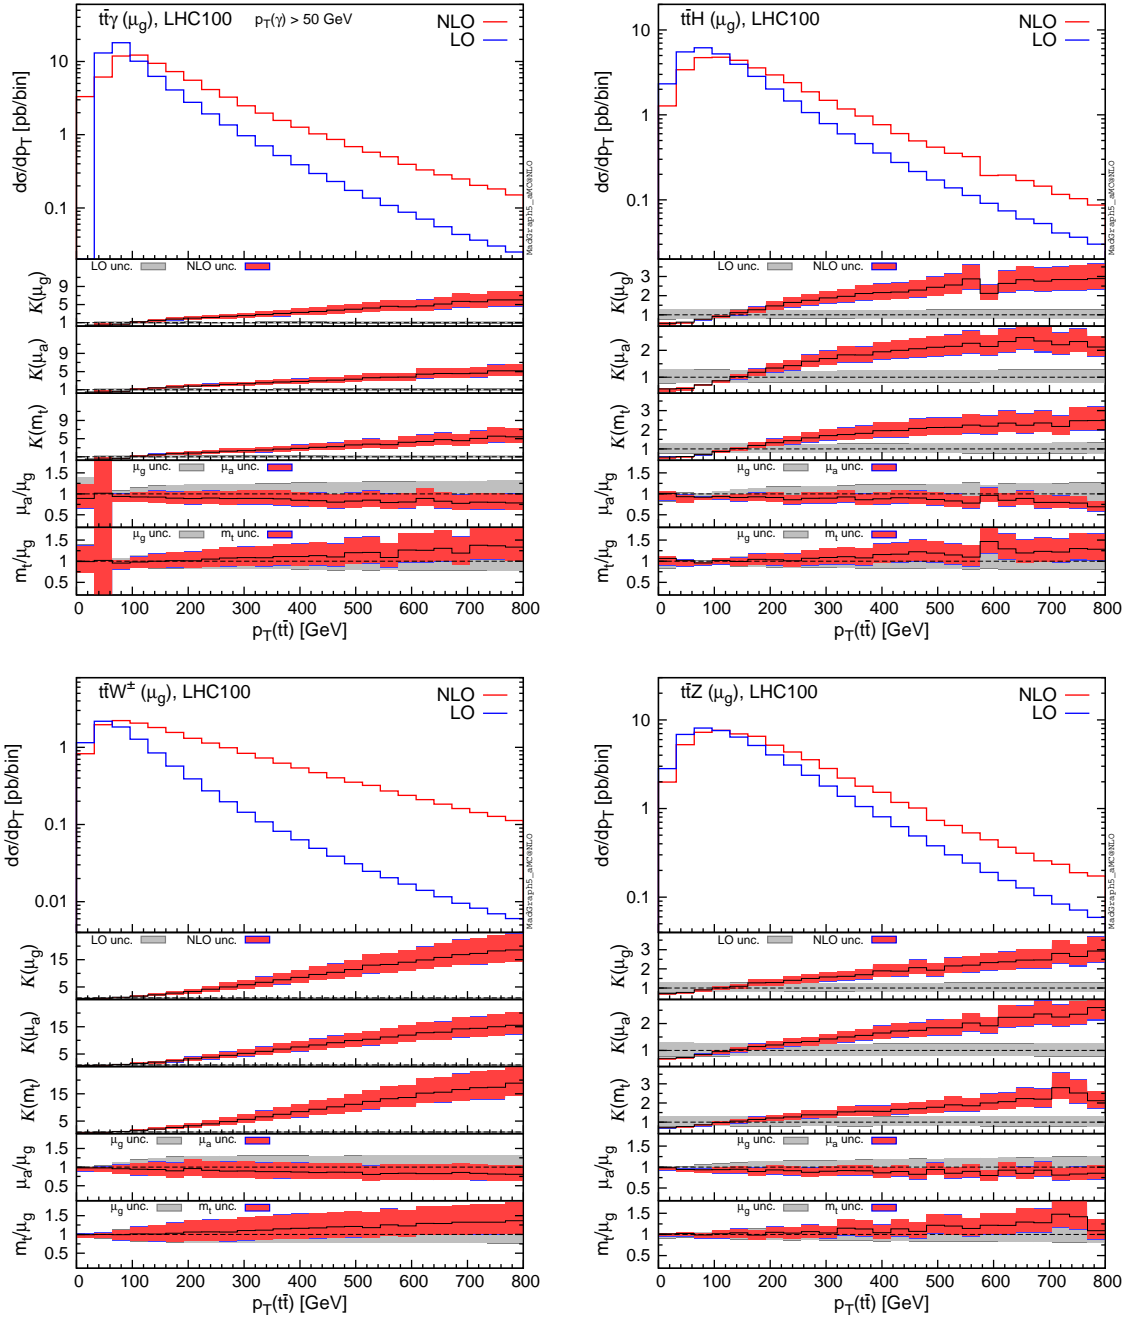 tt̄γ (μg), LHC100 pT(γ) > 50 GeV
NLO
LO
dσ/dpT [pb/bin]
10
1
0.1
MadGraph5_aMC@NLO
LO unc. NLO unc.
K(μg)
9
5
1
K(μa)
9
5
1
K(mt)
9
5
1
μg unc. μa unc.
μa/μg
1.5
1
0.5
μg unc. mt unc.
mt/μg
1.5
1
0.5
0 100 200 300 400 500 600 700 800
pT(tt̄) [GeV]
tt̄H (μg), LHC100
NLO
LO
dσ/dpT [pb/bin]
10
1
0.1
MadGraph5_aMC@NLO
LO unc. NLO unc.
K(μg)
3
2
1
K(μa)
2
1
K(mt)
3
2
1
μg unc. μa unc.
μa/μg
1.5
1
0.5
μg unc. mt unc.
mt/μg
1.5
1
0.5
0 100 200 300 400 500 600 700 800
pT(tt̄) [GeV]
tt̄W± (μg), LHC100
NLO
LO
dσ/dpT [pb/bin]
1
0.1
0.01
MadGraph5_aMC@NLO
LO unc. NLO unc.
K(μg)
15
5
K(μa)
15
5
K(mt)
15
5
μg unc. μa unc.
μa/μg
1.5
1
0.5
μg unc. mt unc.
mt/μg
1.5
1
0.5
0 100 200 300 400 500 600 700 800
pT(tt̄) [GeV]
tt̄Z (μg), LHC100
NLO
LO
dσ/dpT [pb/bin]
10
1
0.1
MadGraph5_aMC@NLO
LO unc. NLO unc.
K(μg)
3
2
1
K(μa)
2
1
K(mt)
3
2
1
μg unc. μa unc.
μa/μg
1.5
1
0.5
μg unc. mt unc.
mt/μg
1.5
1
0.5
0 100 200 300 400 500 600 700 800
pT(tt̄) [GeV]